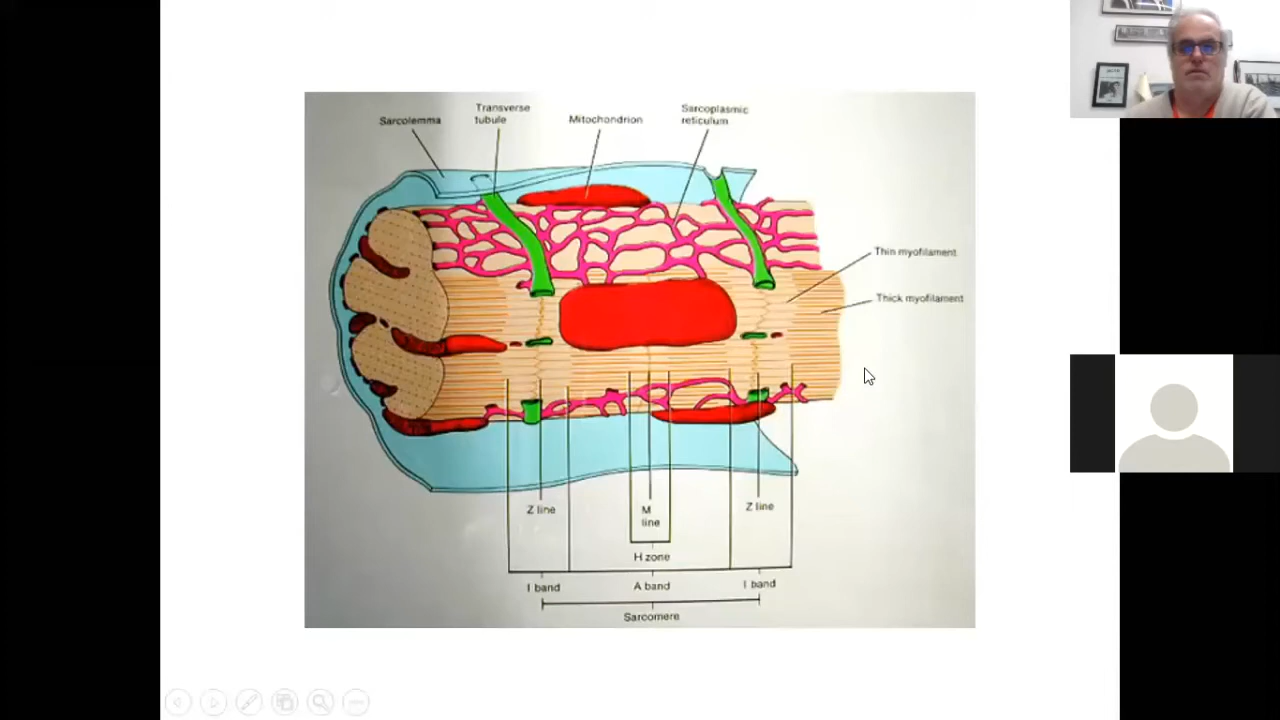 Sarcolemma
Transverse
tubule
Mitochondrion
Sarcoplasmic
reticulum
Thin myofilament
Thick myofilament
Z line
M
line
Z line
H zone
I band
A band
I band
Sarcomere